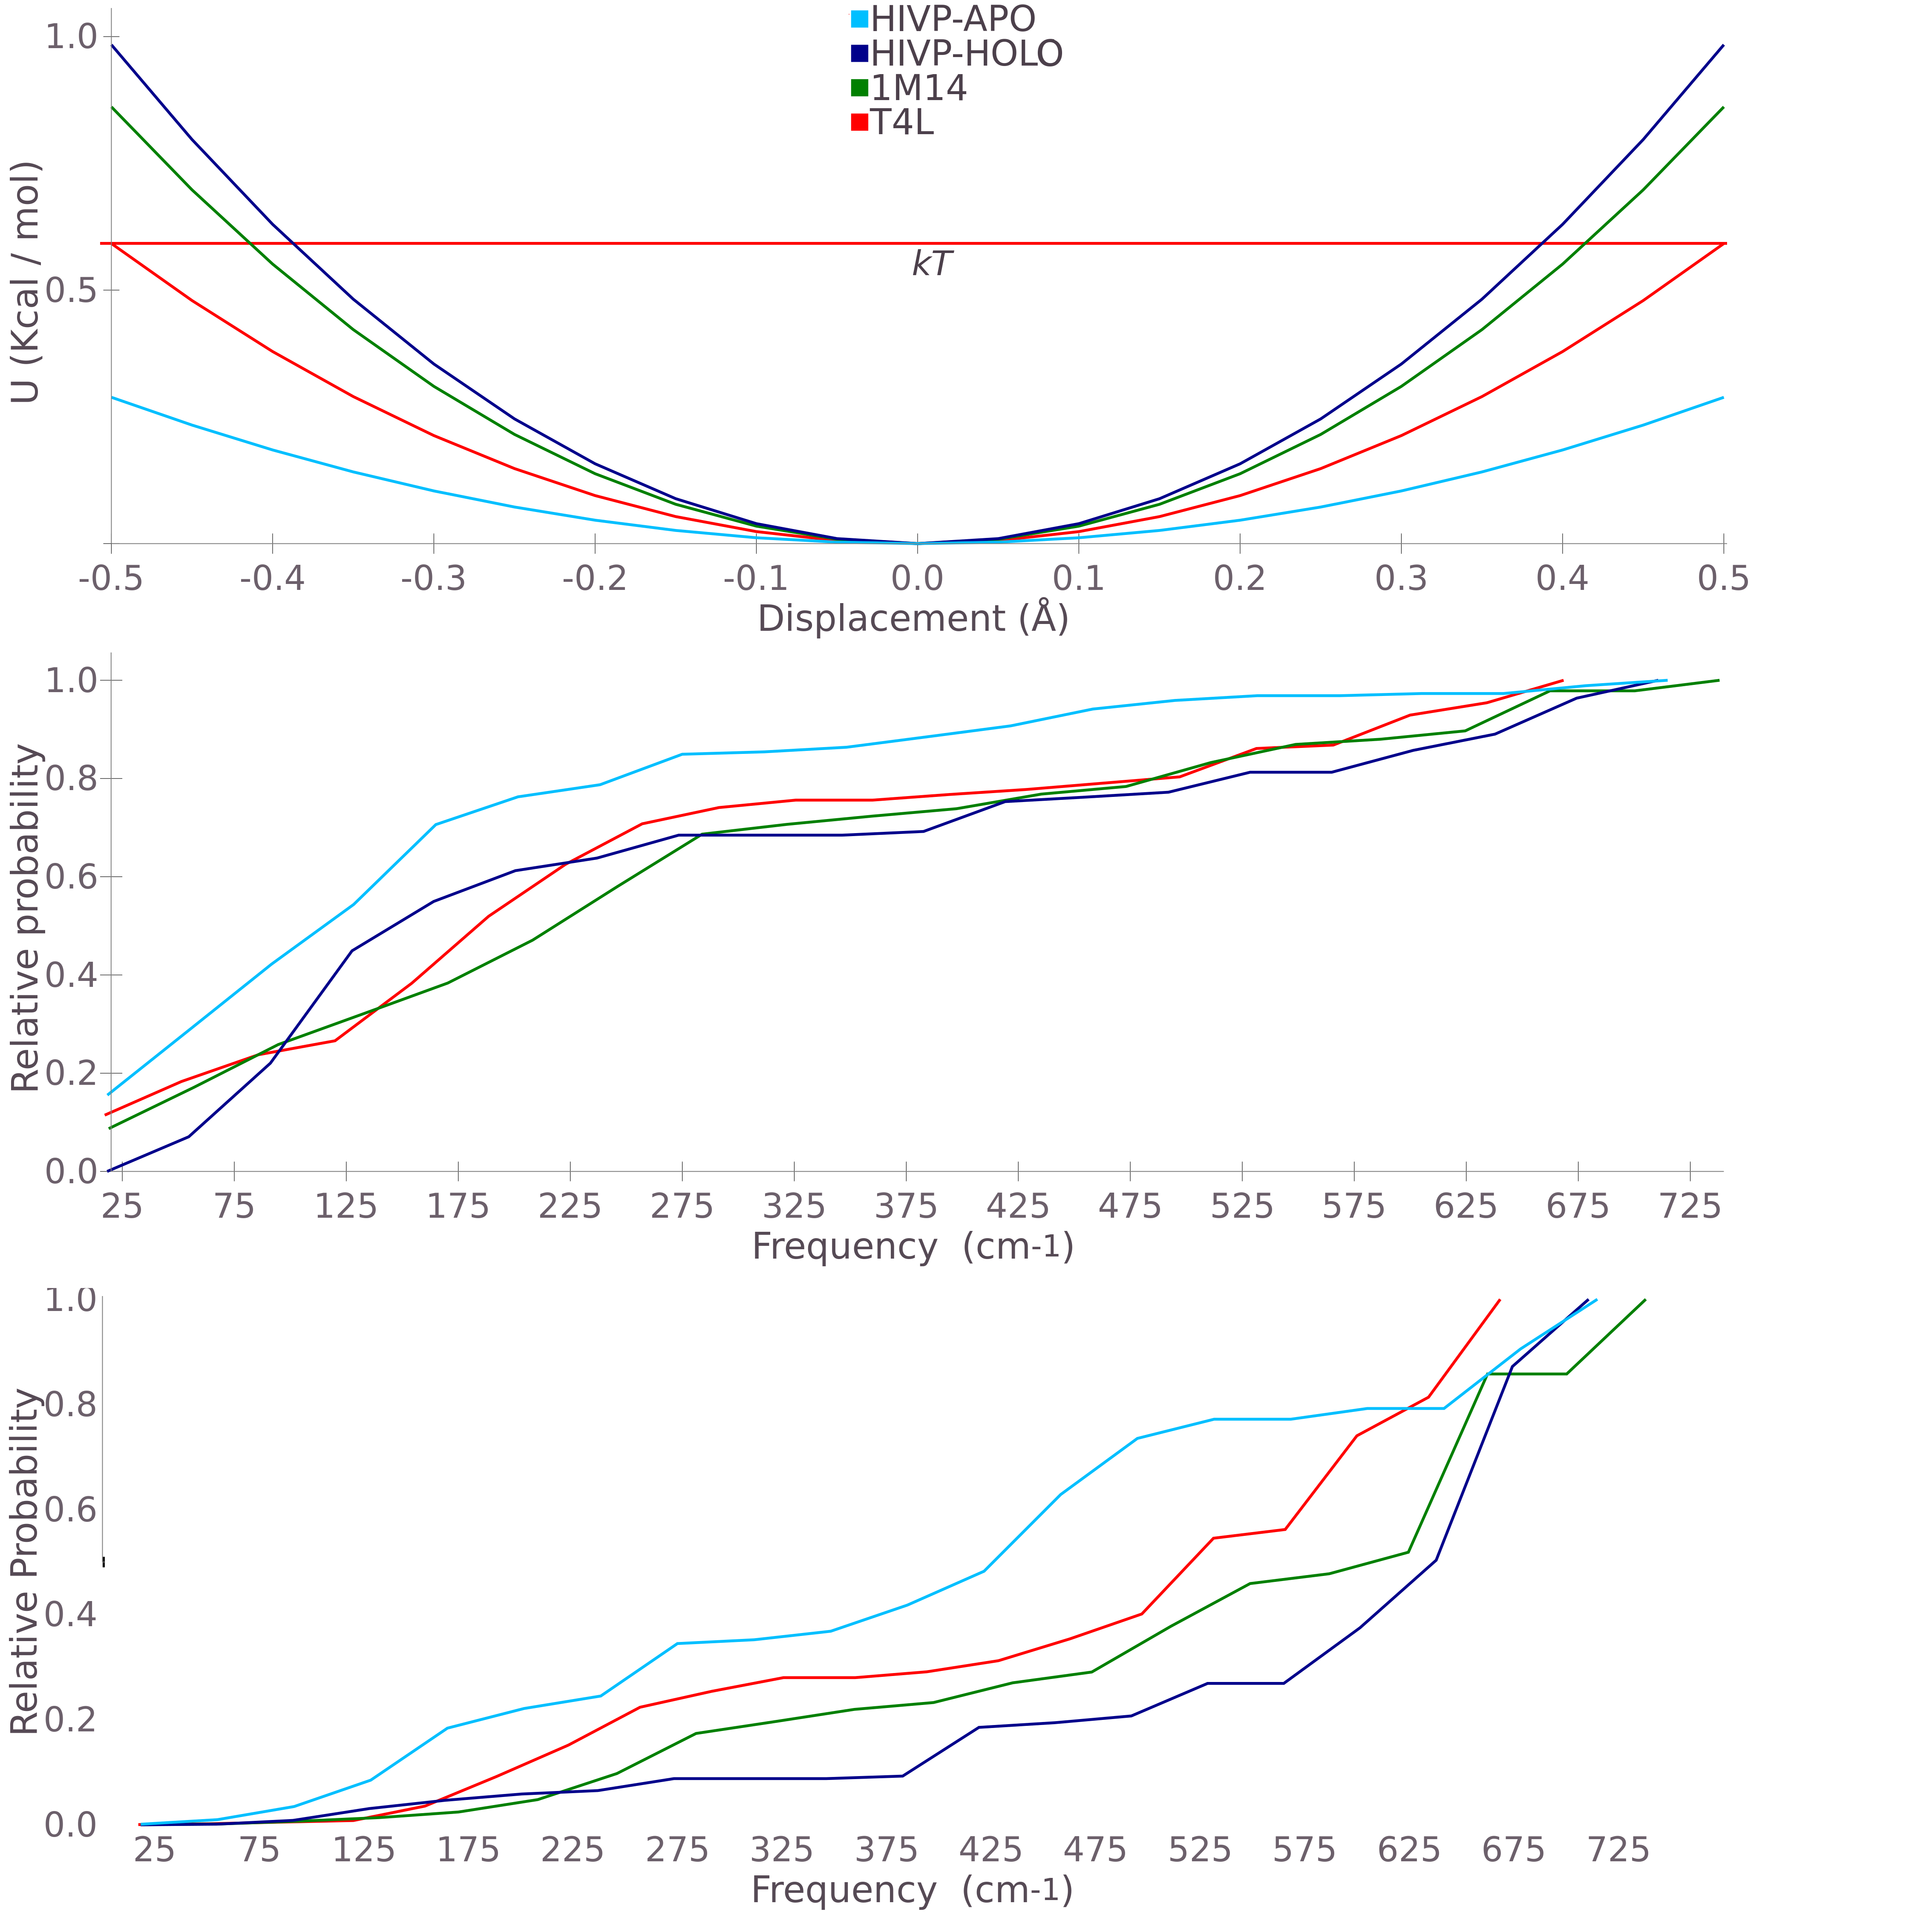 HIVP-APO
HIVP-HOLO
1M14
T4L
1.0
0.5
U (Kcal / mol)
kT
-0.5 -0.4 -0.3 -0.2 -0.1 0.0 0.1 0.2 0.3 0.4 0.5
Displacement (Å)
1.0
0.8
0.6
0.4
0.2
0.0
Relative probability
25 75 125 175 225 275 325 375 425 475 525 575 625 675 725
Frequency (cm-1)
1.0
0.8
0.6
0.4
0.2
0.0
Relative Probability
25 75 125 175 225 275 325 375 425 475 525 575 625 675 725
Frequency (cm-1)